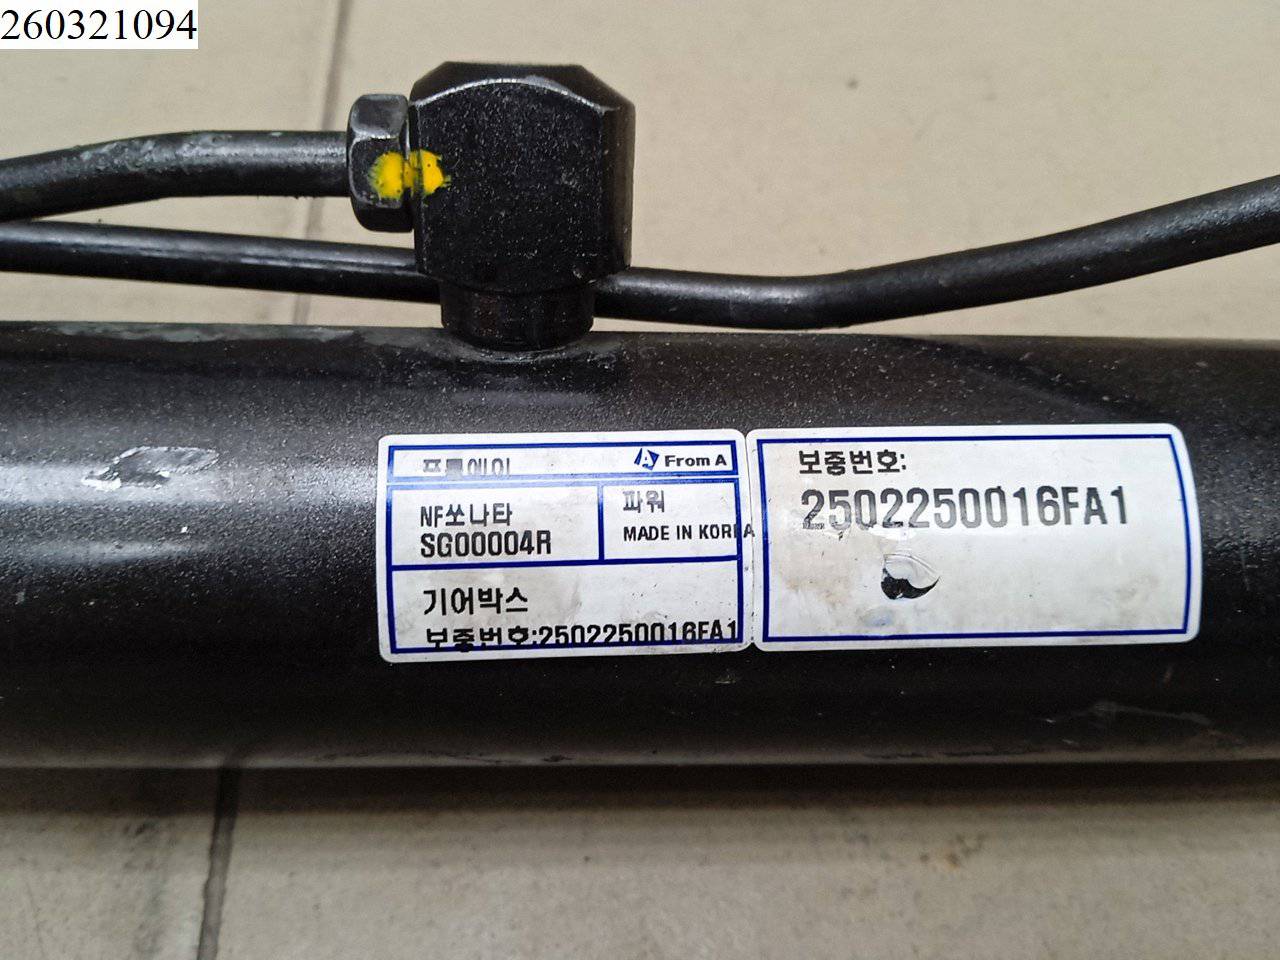 260321094
프롬에이
From A
NF쏘나타
SG00004R
파워
MADE IN KOREA
기어박스
보증번호:2502250016FA1
보증번호:
2502250016FA1